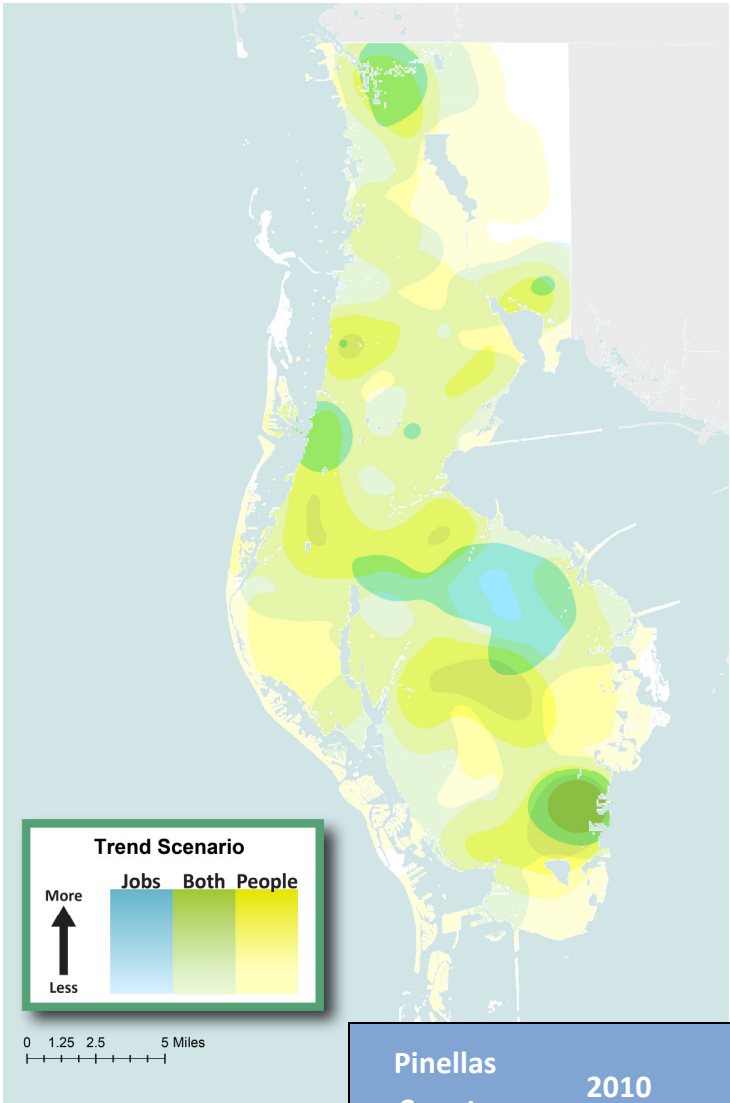 Trend Scenario
Jobs Both People
More
Less
0 1.25 2.5 5 Miles
Pinellas
2010